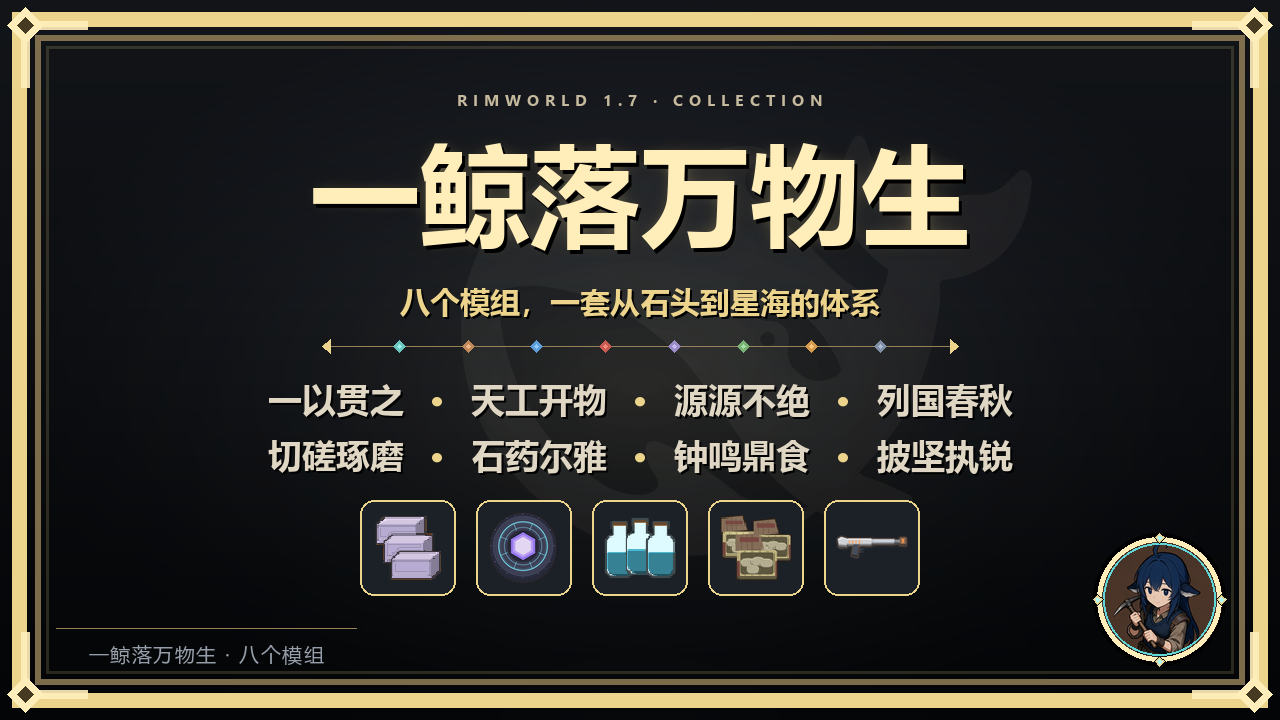 RIMWORLD 1.7 · COLLECTION
一鲸落万物生
八个模组，一套从石头到星海的体系
一以贯之 • 天工开物 • 源源不绝 • 列国春秋
切磋琢磨 • 石药尔雅 • 钟鸣鼎食 • 披坚执锐
一鲸落万物生 · 八个模组